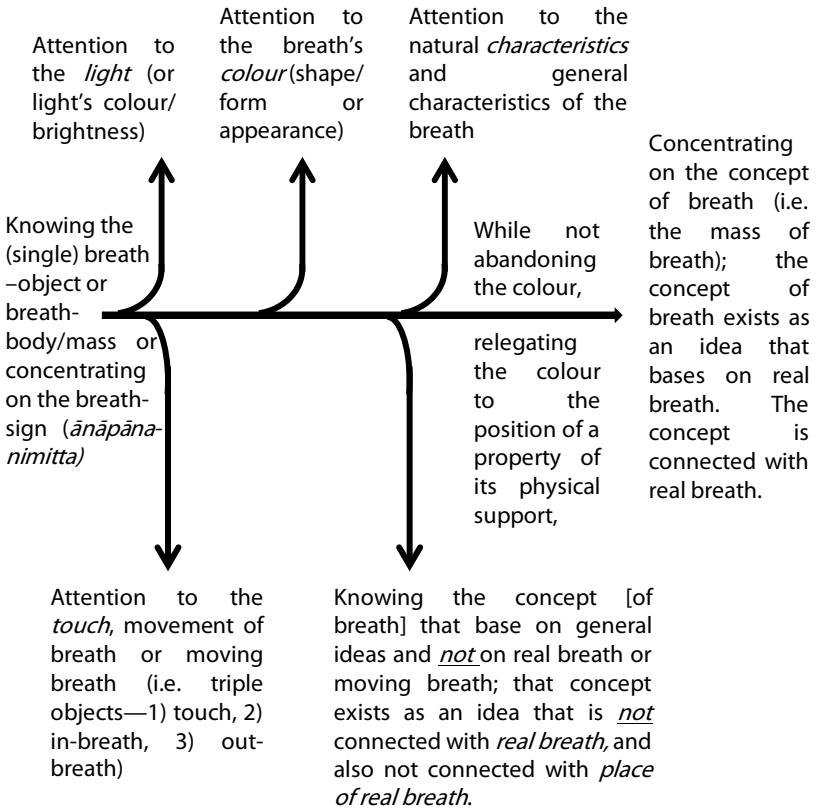 Attention to
the light (or
light's colour/
brightness)
Attention to
the breath's
colour (shape/
form or
appearance)
Attention to the
natural characteristics
and general
characteristics of the
breath
Knowing the
(single) breath
–object or
breath-
body/mass or
concentrating
on the breath-
sign (ānāpāna-
nimitta)
While not
abandoning
the colour,
relegating
the colour
to the
position of a
property of
its physical
support,
Concentrating
on the concept
of breath (i.e.
the mass of
breath); the
concept of
breath exists as
an idea that
bases on real
breath. The
concept is
connected with
real breath.
Attention to the
touch, movement of
breath or moving
breath (i.e. triple
objects—1) touch, 2)
in-breath, 3) out-
breath)
Knowing the concept [of
breath] that base on general
ideas and not on real breath or
moving breath; that concept
exists as an idea that is not
connected with real breath, and
also not connected with place
of real breath.